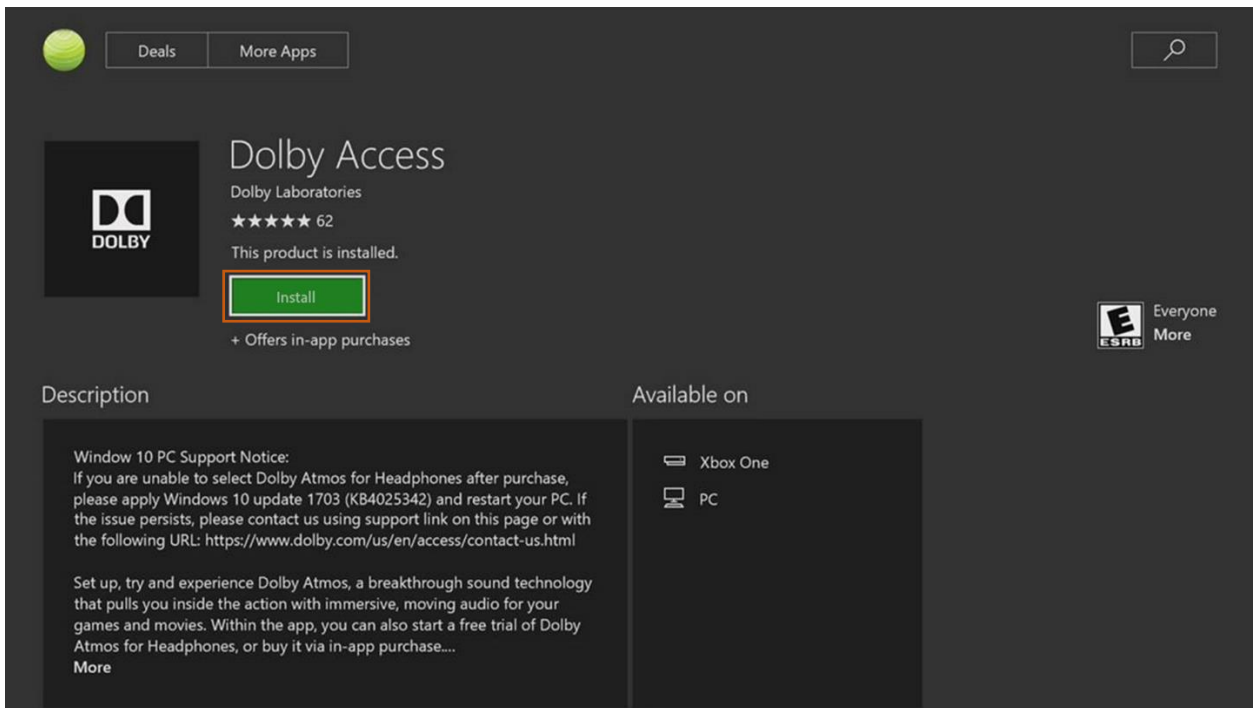 Deals
More Apps
Dolby Access
Dolby Laboratories
★★★★★ 62
DOLBY
This product is installed.
Install
+ Offers in-app purchases
E
ESRB
Everyone
More
Description
Available on
Window 10 PC Support Notice:
If you are unable to select Dolby Atmos for Headphones after purchase,
please apply Windows 10 update 1703 (KB4025342) and restart your PC. If
the issue persists, please contact us using support link on this page or with
the following URL: https://www.dolby.com/us/en/access/contact-us.html
Set up, try and experience Dolby Atmos, a breakthrough sound technology
that pulls you inside the action with immersive, moving audio for your
games and movies. Within the app, you can also start a free trial of Dolby
Atmos for Headphones, or buy it via in-app purchase....
More
Xbox One
PC